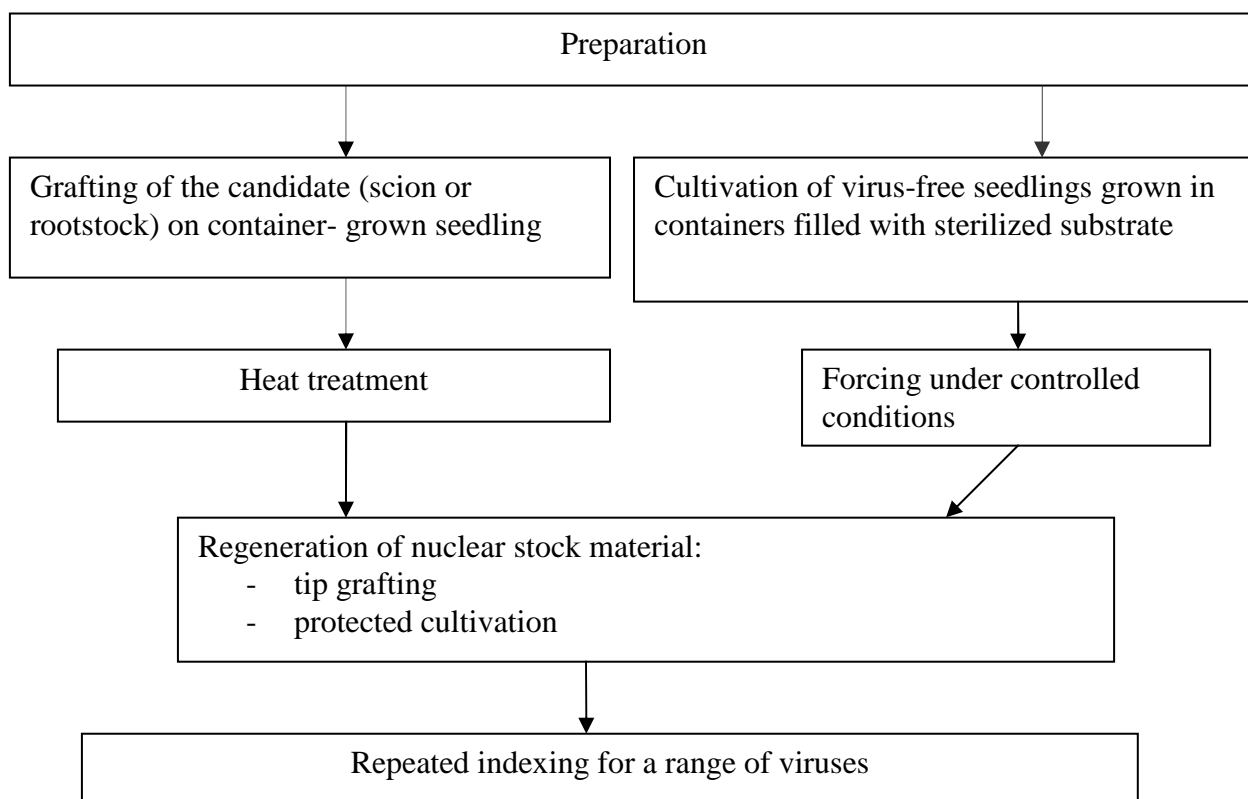 Preparation
Grafting of the candidate (scion or
rootstock) on container- grown seedling
Cultivation of virus-free seedlings grown in
containers filled with sterilized substrate
Heat treatment
Forcing under controlled
conditions
Regeneration of nuclear stock material:
- tip grafting
- protected cultivation
Repeated indexing for a range of viruses